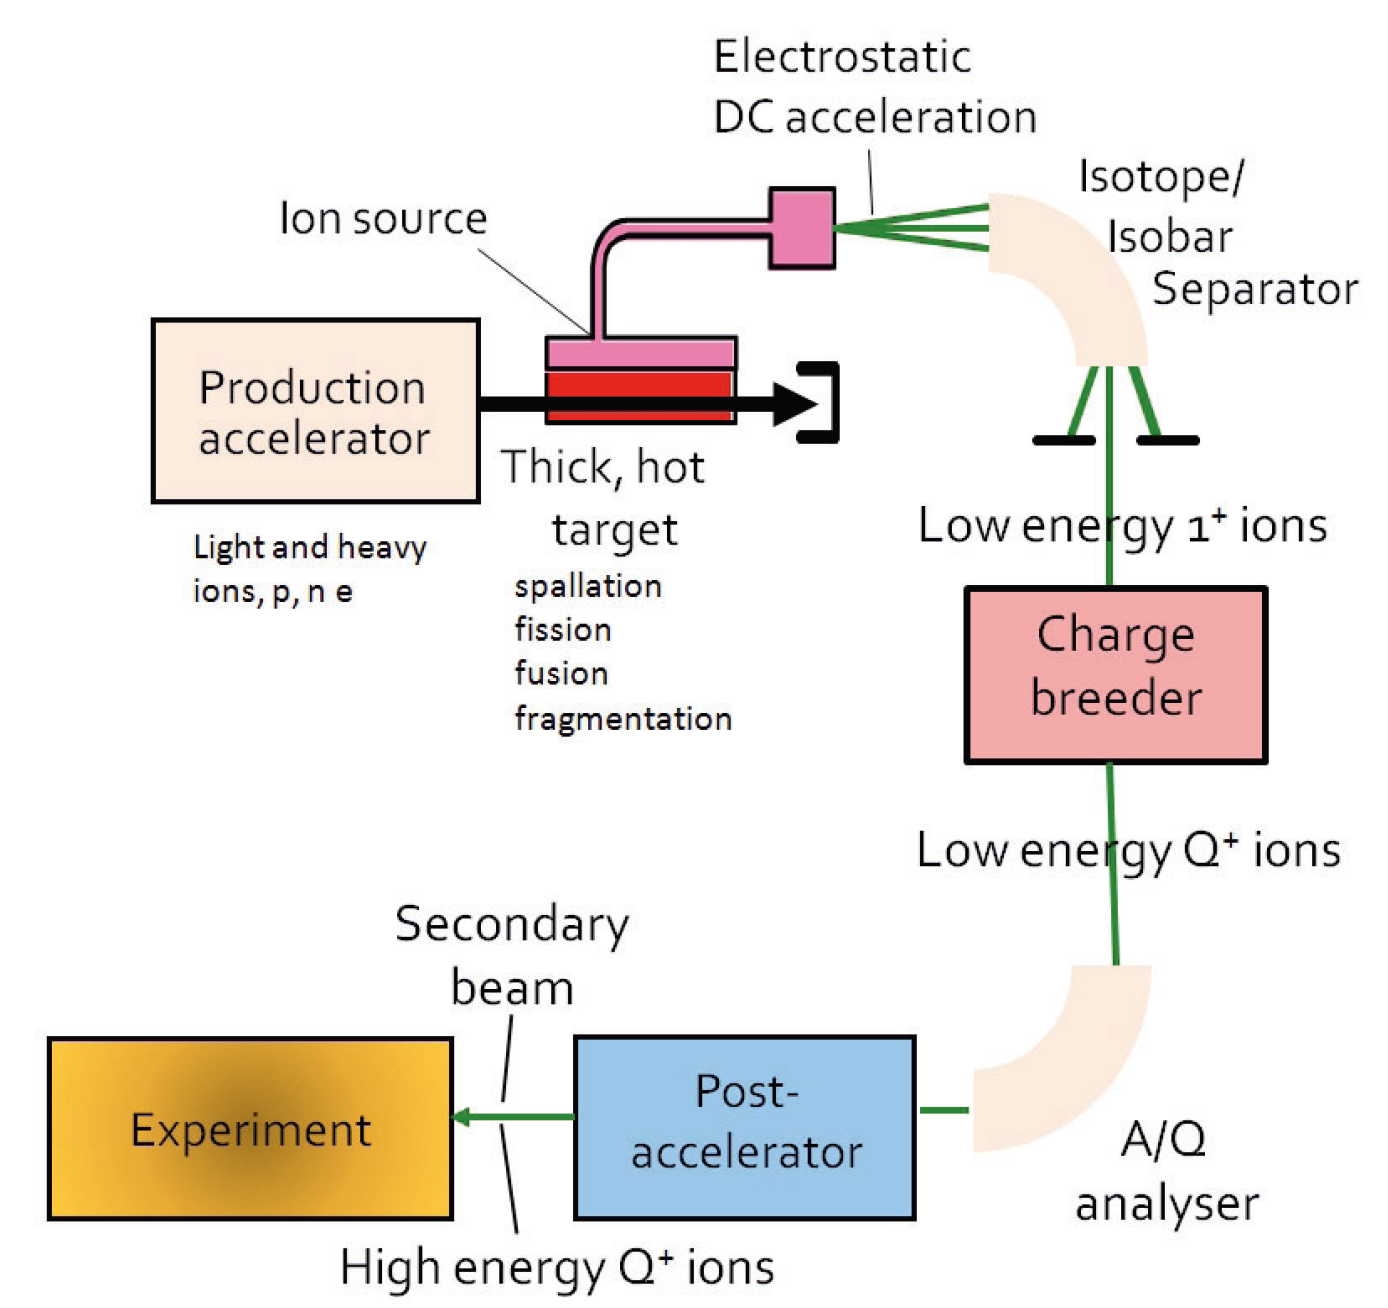 Electrostatic
DC acceleration
Isotope/
Isobar
Separator
Ion source
Production
accelerator
Thick, hot
target
Light and heavy
ions, p, n e
spallation
fission
fusion
fragmentation
Low energy 1⁺ ions
Charge
breeder
Low energy Q⁺ ions
Secondary
beam
Experiment
Post-
accelerator
A/Q
analyser
High energy Q⁺ ions